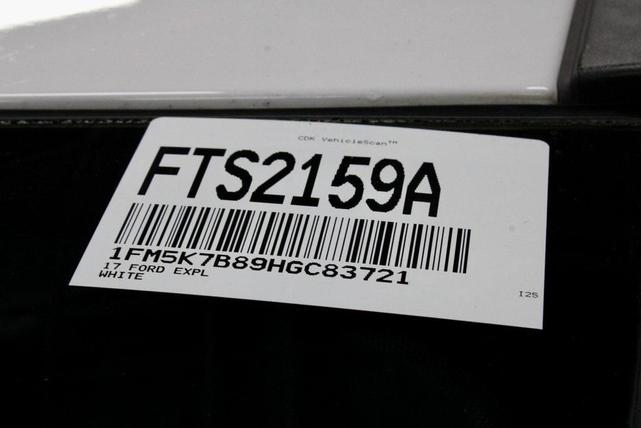 CDK VehicleScan™
FTS2159A
1FM5K7B89HGC83721
17 FORD EXPL
WHITE
I25